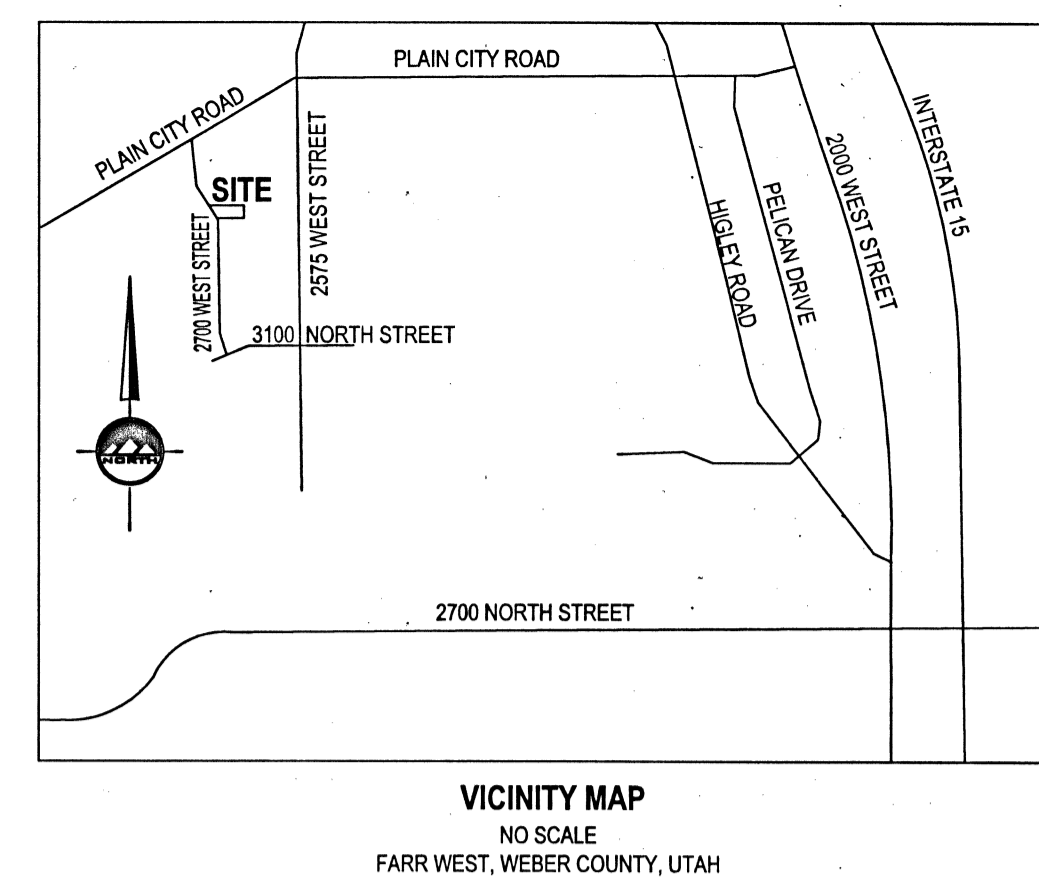 PLAIN CITY ROAD
PLAIN CITY ROAD
INTERSTATE 15
2575 WEST STREET
2000 WEST STREET
SITE
PELICAN DRIVE
HIGLEY ROAD
2700 WEST STREET
3100 NORTH STREET
NORTH
2700 NORTH STREET
VICINITY MAP
NO SCALE
FARR WEST, WEBER COUNTY, UTAH